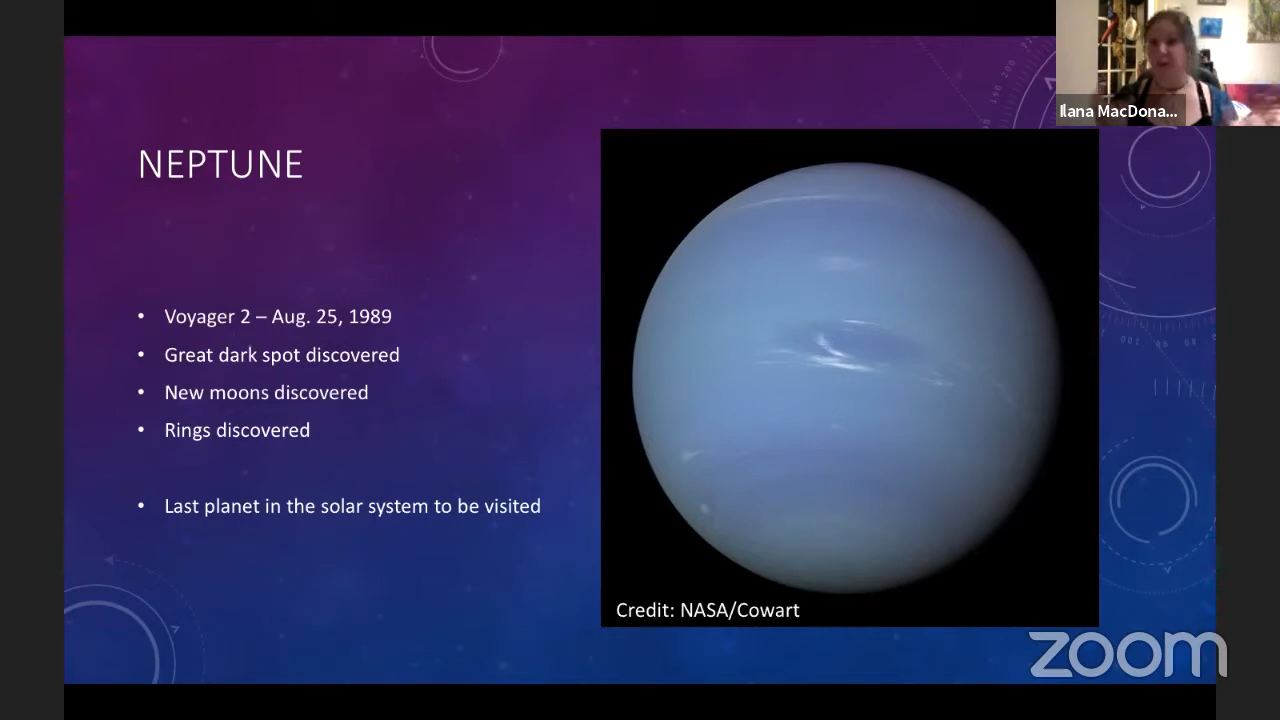 Ilana MacDona...
NEPTUNE
• Voyager 2 – Aug. 25, 1989
• Great dark spot discovered
• New moons discovered
• Rings discovered
• Last planet in the solar system to be visited
Credit: NASA/Cowart
zoom